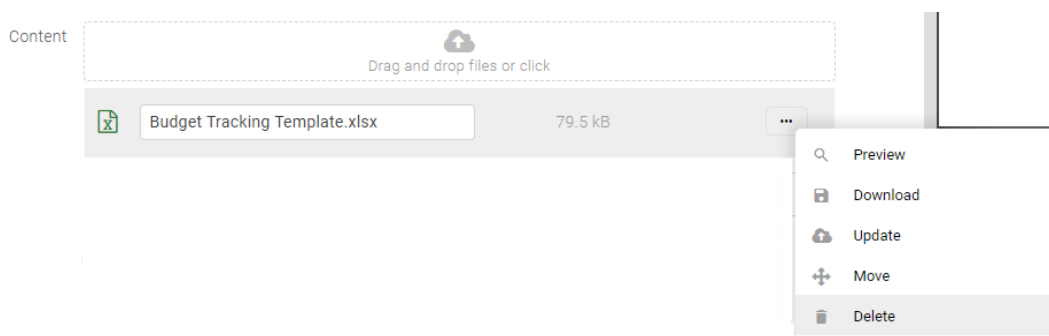 Content
Drag and drop files or click
Budget Tracking Template.xlsx 79.5 kB ...
Preview
Download
Update
Move
Delete